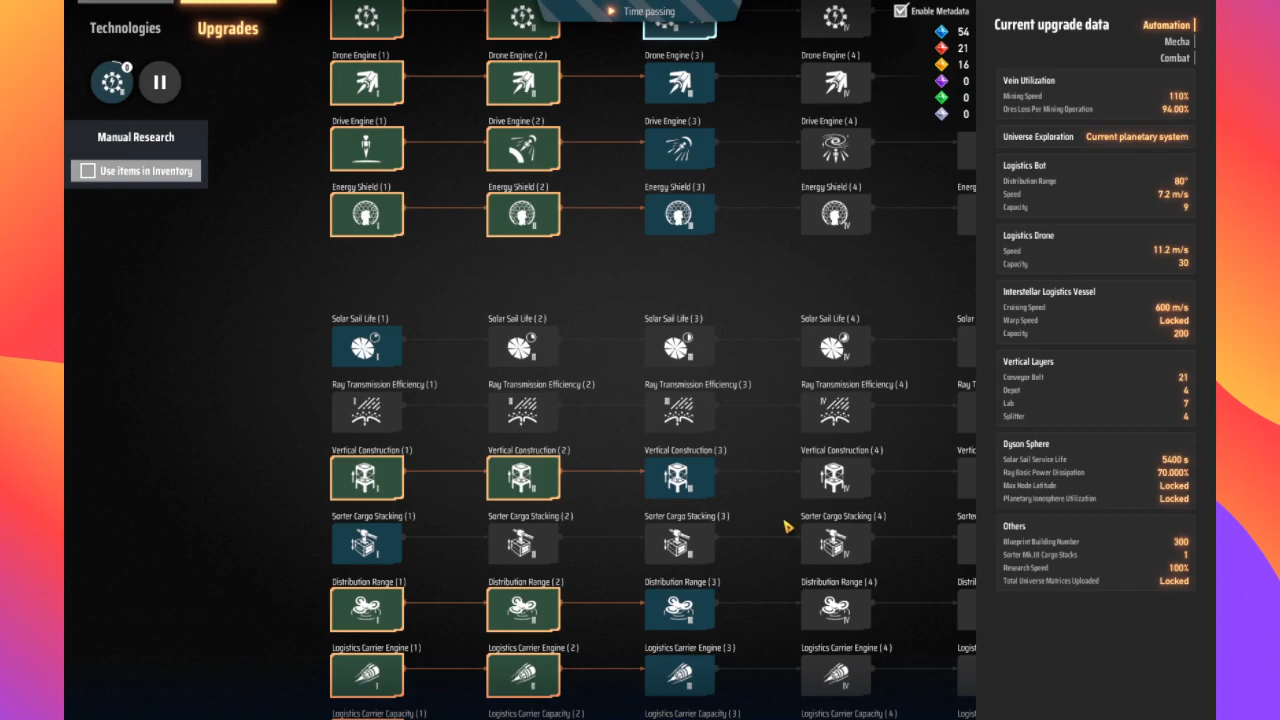 Technologies
Upgrades
Time passing
Enable Metadata
54
21
16
0
0
0
0
Manual Research
Use items in Inventory
Drone Engine (1)
Drone Engine (2)
Drone Engine (3)
Drone Engine (4)
Drive Engine (1)
Drive Engine (2)
Drive Engine (3)
Drive Engine (4)
Energy Shield (1)
Energy Shield (2)
Energy Shield (3)
Energy Shield (4)
Energ
Solar Sail Life (1)
Solar Sail Life (2)
Solar Sail Life (3)
Solar Sail Life (4)
Solar
Ray Transmission Efficiency (1)
Ray Transmission Efficiency (2)
Ray Transmission Efficiency (3)
Ray Transmission Efficiency (4)
Ray T
Vertical Construction (1)
Vertical Construction (2)
Vertical Construction (3)
Vertical Construction (4)
Vertic
Sorter Cargo Stacking (1)
Sorter Cargo Stacking (2)
Sorter Cargo Stacking (3)
Sorter Cargo Stacking (4)
Sorter
Distribution Range (1)
Distribution Range (2)
Distribution Range (3)
Distribution Range (4)
Distril
Logistics Carrier Engine (1)
Logistics Carrier Engine (2)
Logistics Carrier Engine (3)
Logistics Carrier Engine (4)
Logist
Logistics Carrier Capacity (1)
Logistics Carrier Capacity (2)
Logistics Carrier Capacity (3)
Logistics Carrier Capacity (4)
Logist
Current upgrade data
Automation
Mecha
Combat
Vein Utilization
Mining Speed 110%
Ores Loss Per Mining Operation 94.00%
Universe Exploration Current planetary system
Logistics Bot
Distribution Range 80°
Speed 7.2 m/s
Capacity 9
Logistics Drone
Speed 11.2 m/s
Capacity 30
Interstellar Logistics Vessel
Cruising Speed 600 m/s
Warp Speed Locked
Capacity 200
Vertical Layers
Conveyor Belt 21
Depot 4
Lab 7
Splitter 4
Dyson Sphere
Solar Sail Service Life 5400 s
Ray Basic Power Dissipation 70.000%
Max Node Latitude Locked
Planetary Ionosphere Utilization Locked
Others
Blueprint Building Number 300
Sorter Mk.III Cargo Stacks 1
Research Speed 100%
Total Universe Matrices Uploaded Locked